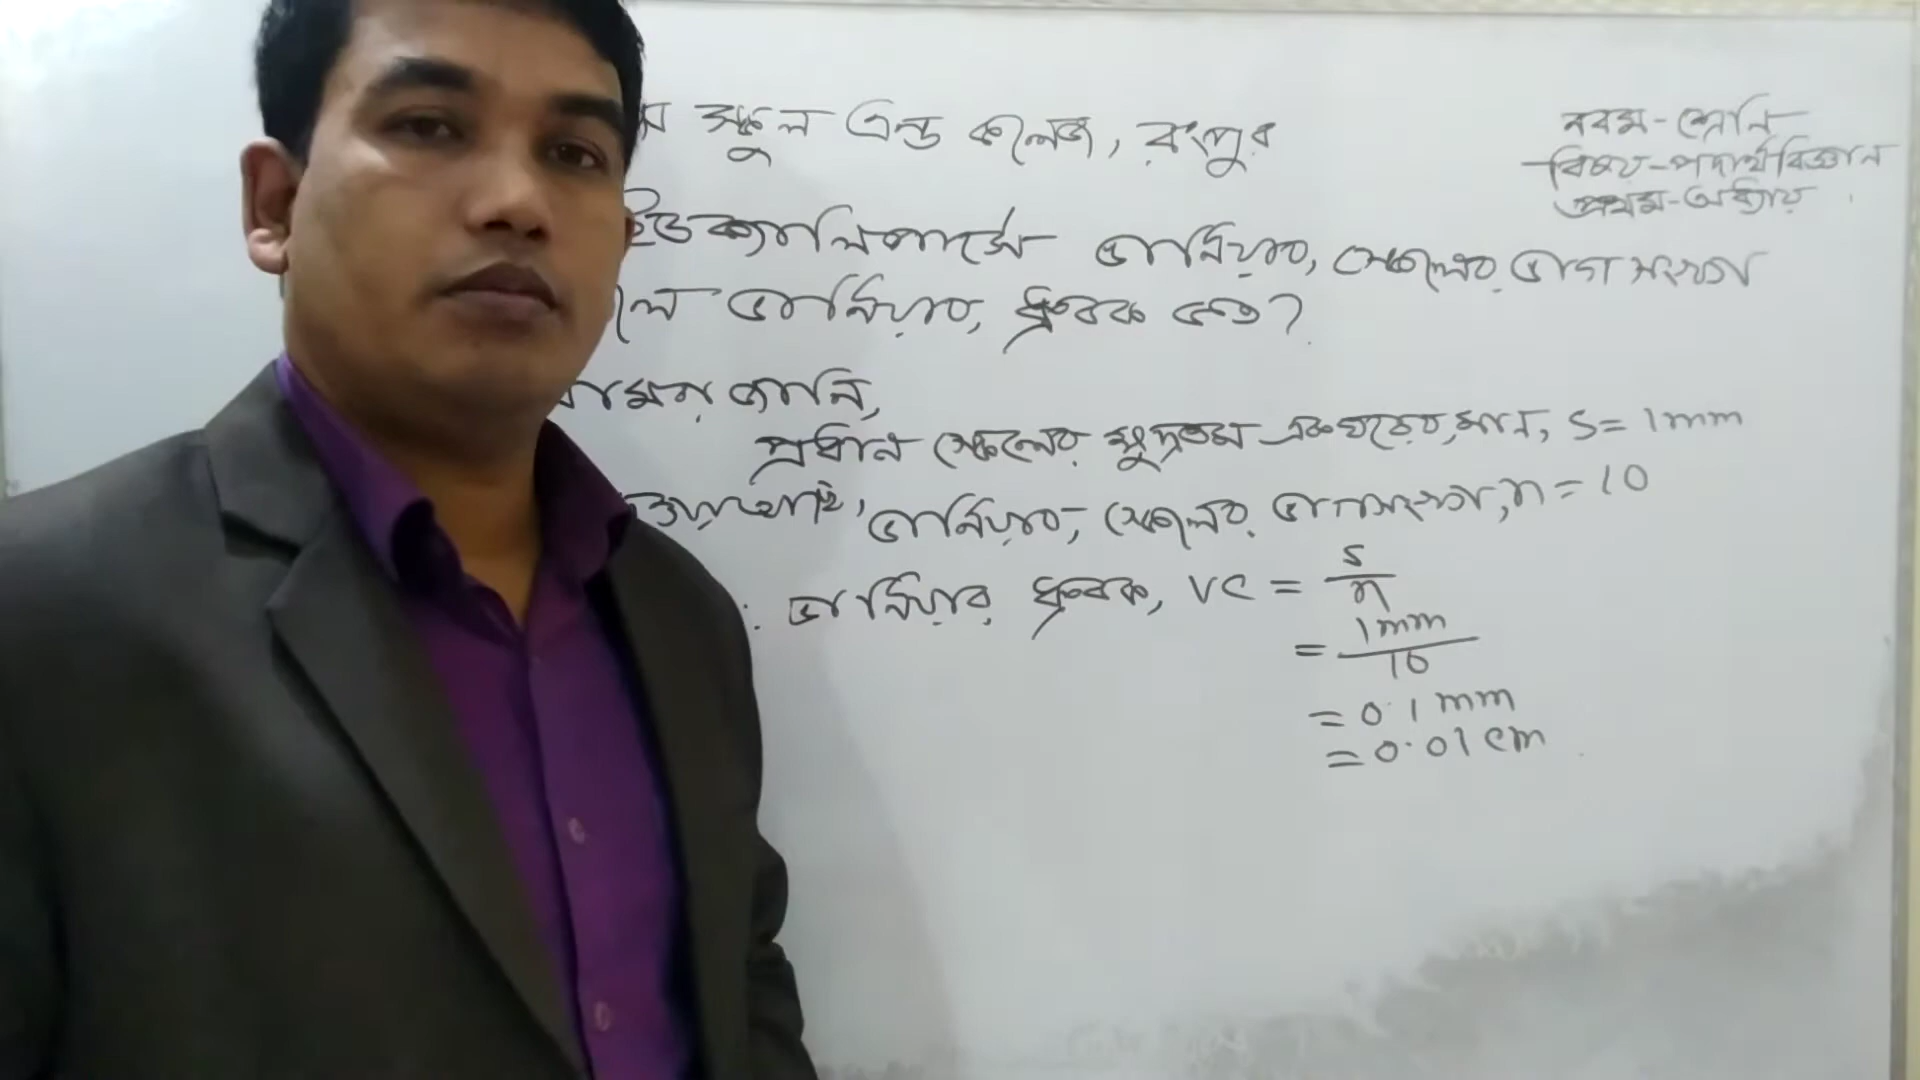 স্কুল এন্ড কলেজ, রংপুর
নবম-শ্রেনি
বিষয়-পদার্থবিজ্ঞান
প্রথম-অধ্যায়
ইডক্যালিপার্সে ভার্নিয়ার, স্কেলের ভাগ সংখ্যা
লে ভার্নিয়ার, ধ্রুবক কত?
আমরা জানি,
প্রধান স্কেলের ক্ষুদ্রতম একঘরের, মান, S = 1mm
ভার্নিয়ার, স্কেলের ভাগসংখ্যা, n = 10
∴ ভার্নিয়ার ধ্রুবক, VC = S/n
= 1mm/10
= 0.1 mm
= 0.01 cm